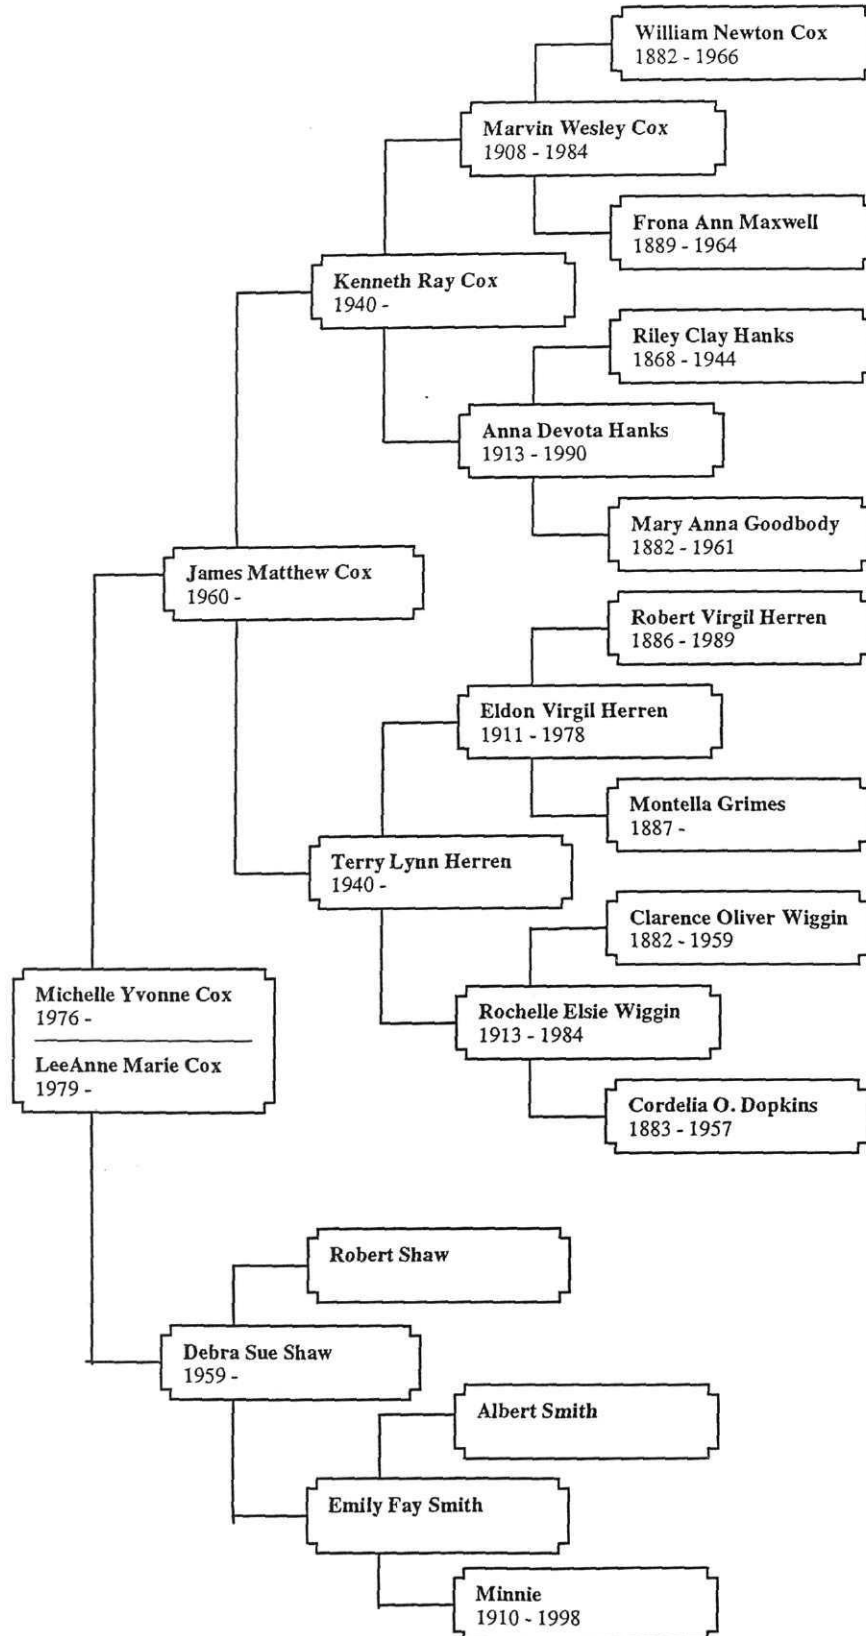 William Newton Cox
1882 - 1966
Marvin Wesley Cox
1908 - 1984
Frona Ann Maxwell
1889 - 1964
Kenneth Ray Cox
1940 -
Riley Clay Hanks
1868 - 1944
Anna Devota Hanks
1913 - 1990
Mary Anna Goodbody
1882 - 1961
James Matthew Cox
1960 -
Robert Virgil Herren
1886 - 1989
Eldon Virgil Herren
1911 - 1978
Montella Grimes
1887 -
Terry Lynn Herren
1940 -
Clarence Oliver Wiggin
1882 - 1959
Rochelle Elsie Wiggin
1913 - 1984
Cordelia O. Dopkins
1883 - 1957
Michelle Yvonne Cox
1976 -
LeeAnne Marie Cox
1979 -
Robert Shaw
Debra Sue Shaw
1959 -
Albert Smith
Emily Fay Smith
Minnie
1910 - 1998